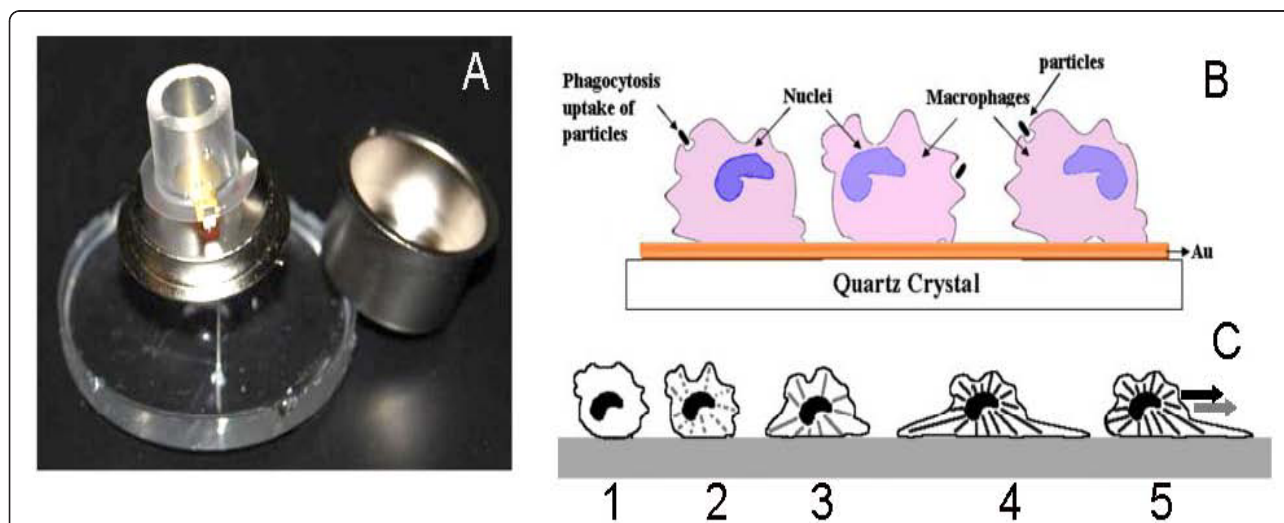 A
B
Phagocytosis
uptake of
particles
Nuclei
Macrophages
particles
Au
Quartz Crystal
C
1 2 3 4 5